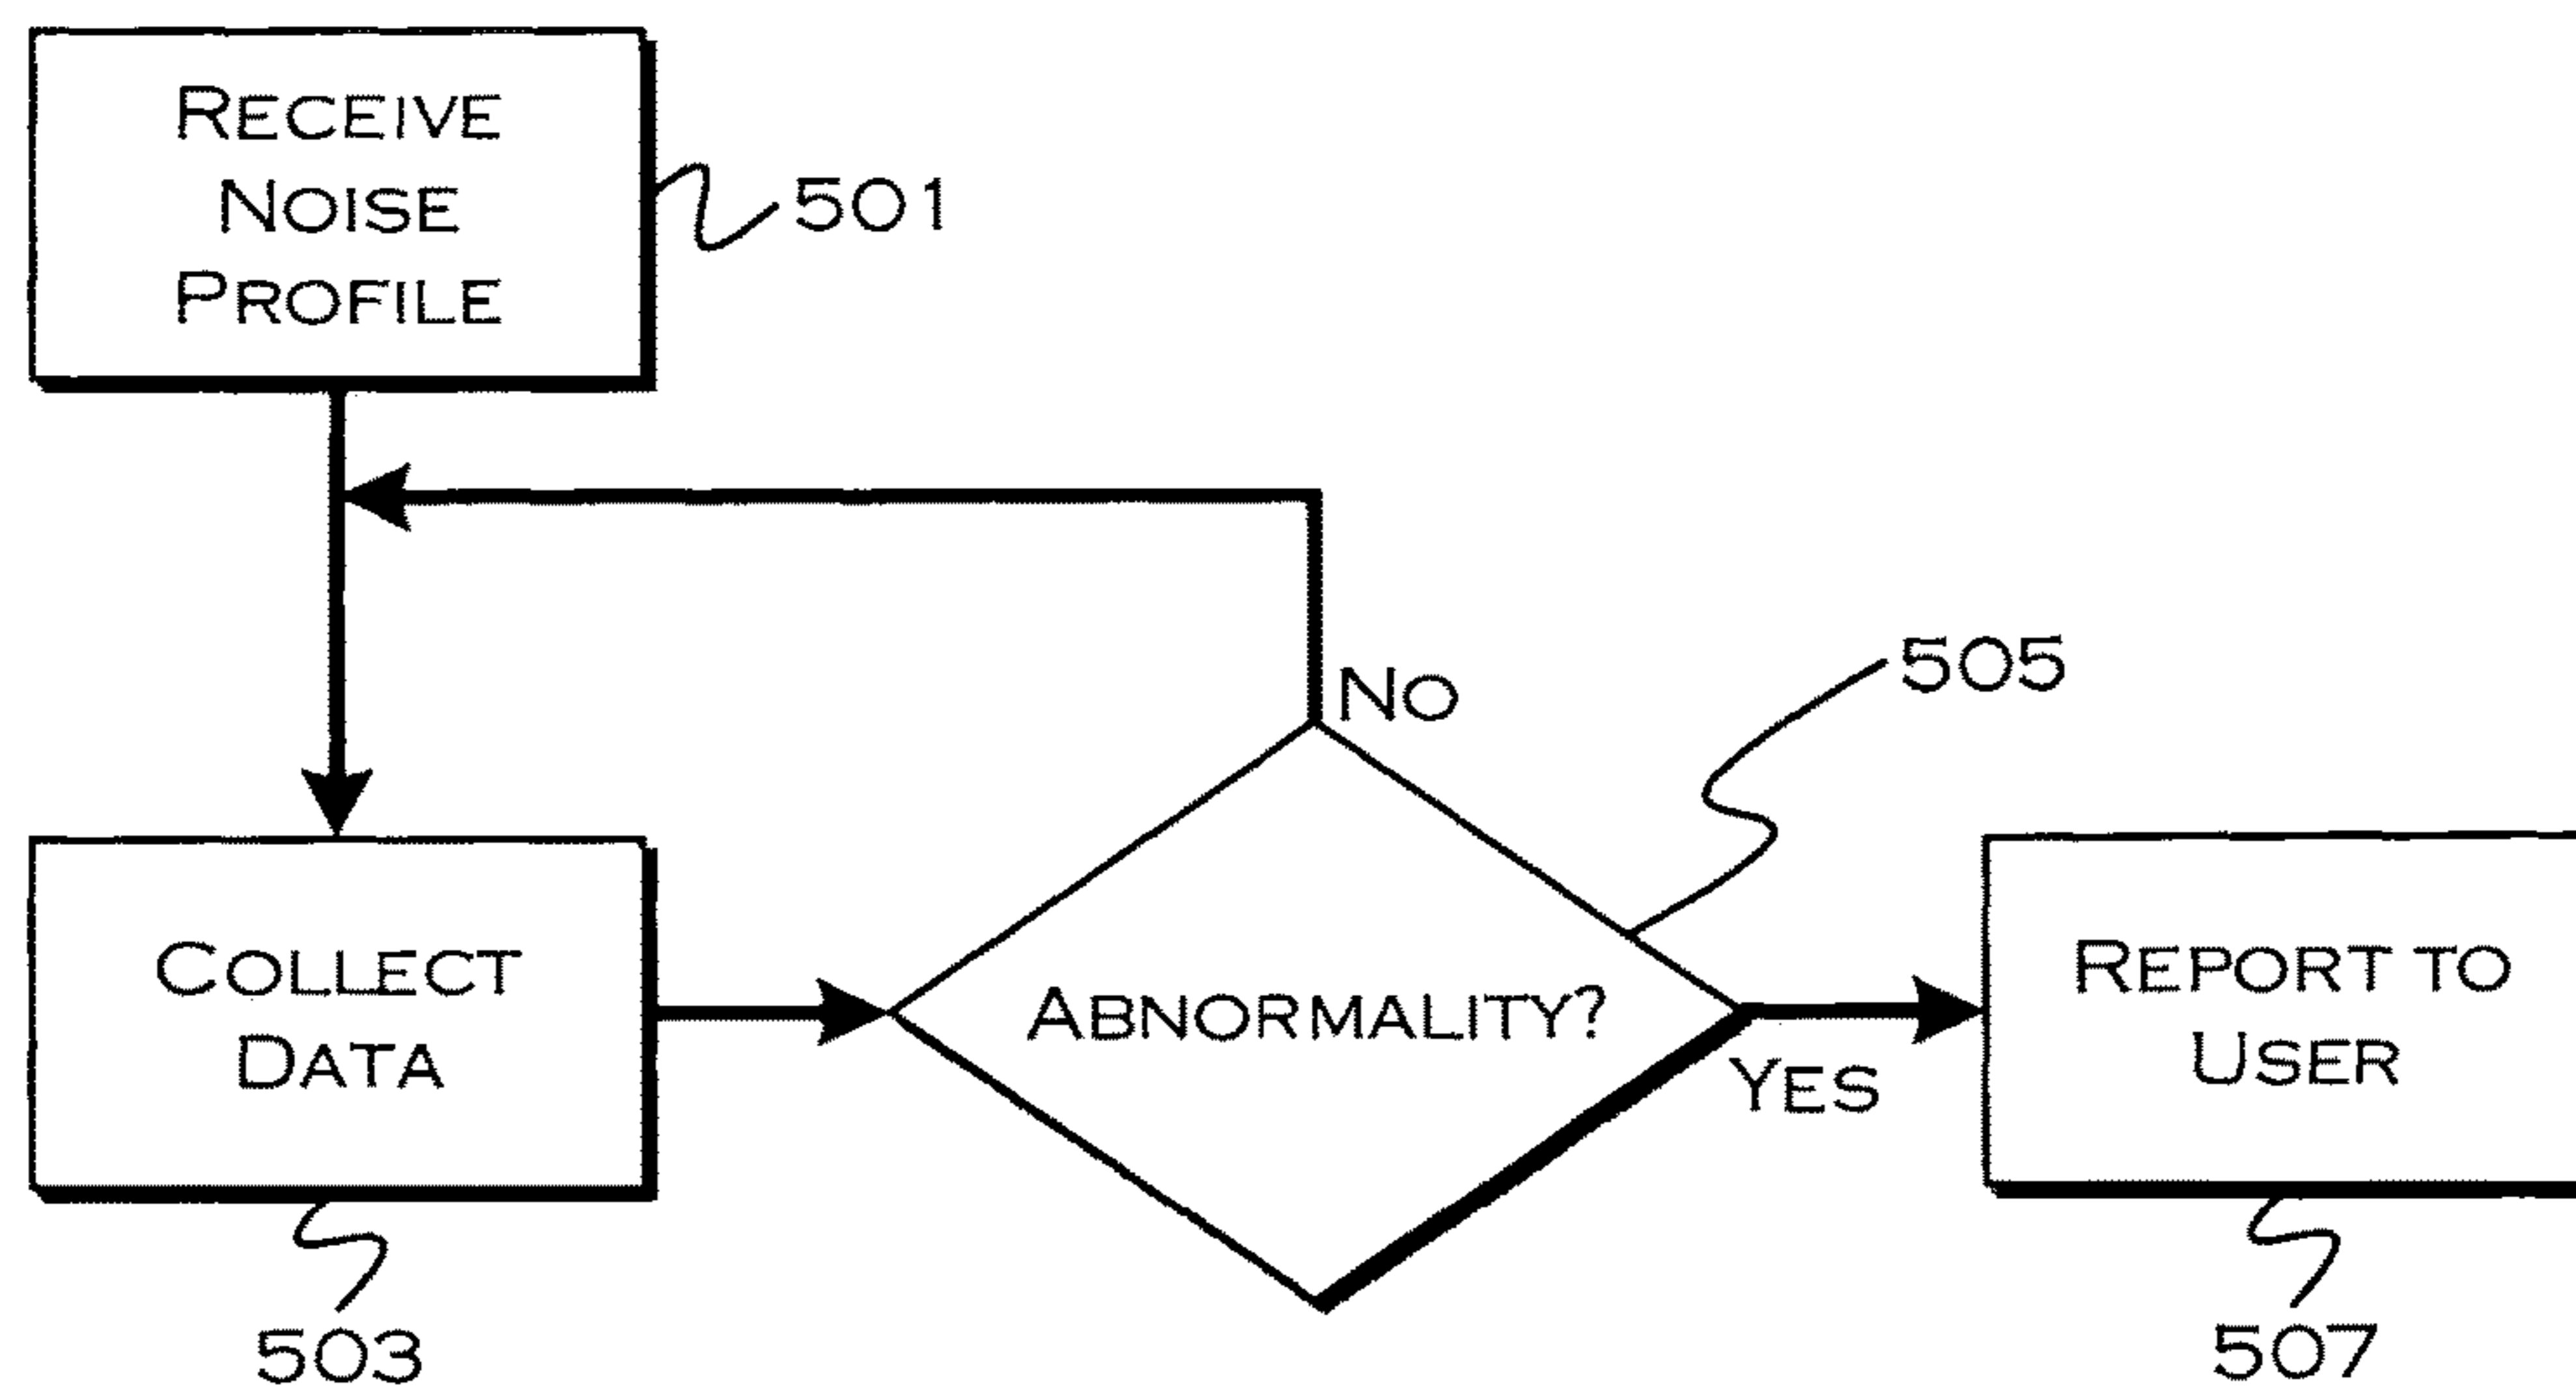 RECEIVE
NOISE
PROFILE
501
NO
505
COLLECT
DATA
ABNORMALITY?
YES
REPORT TO
USER
503
507